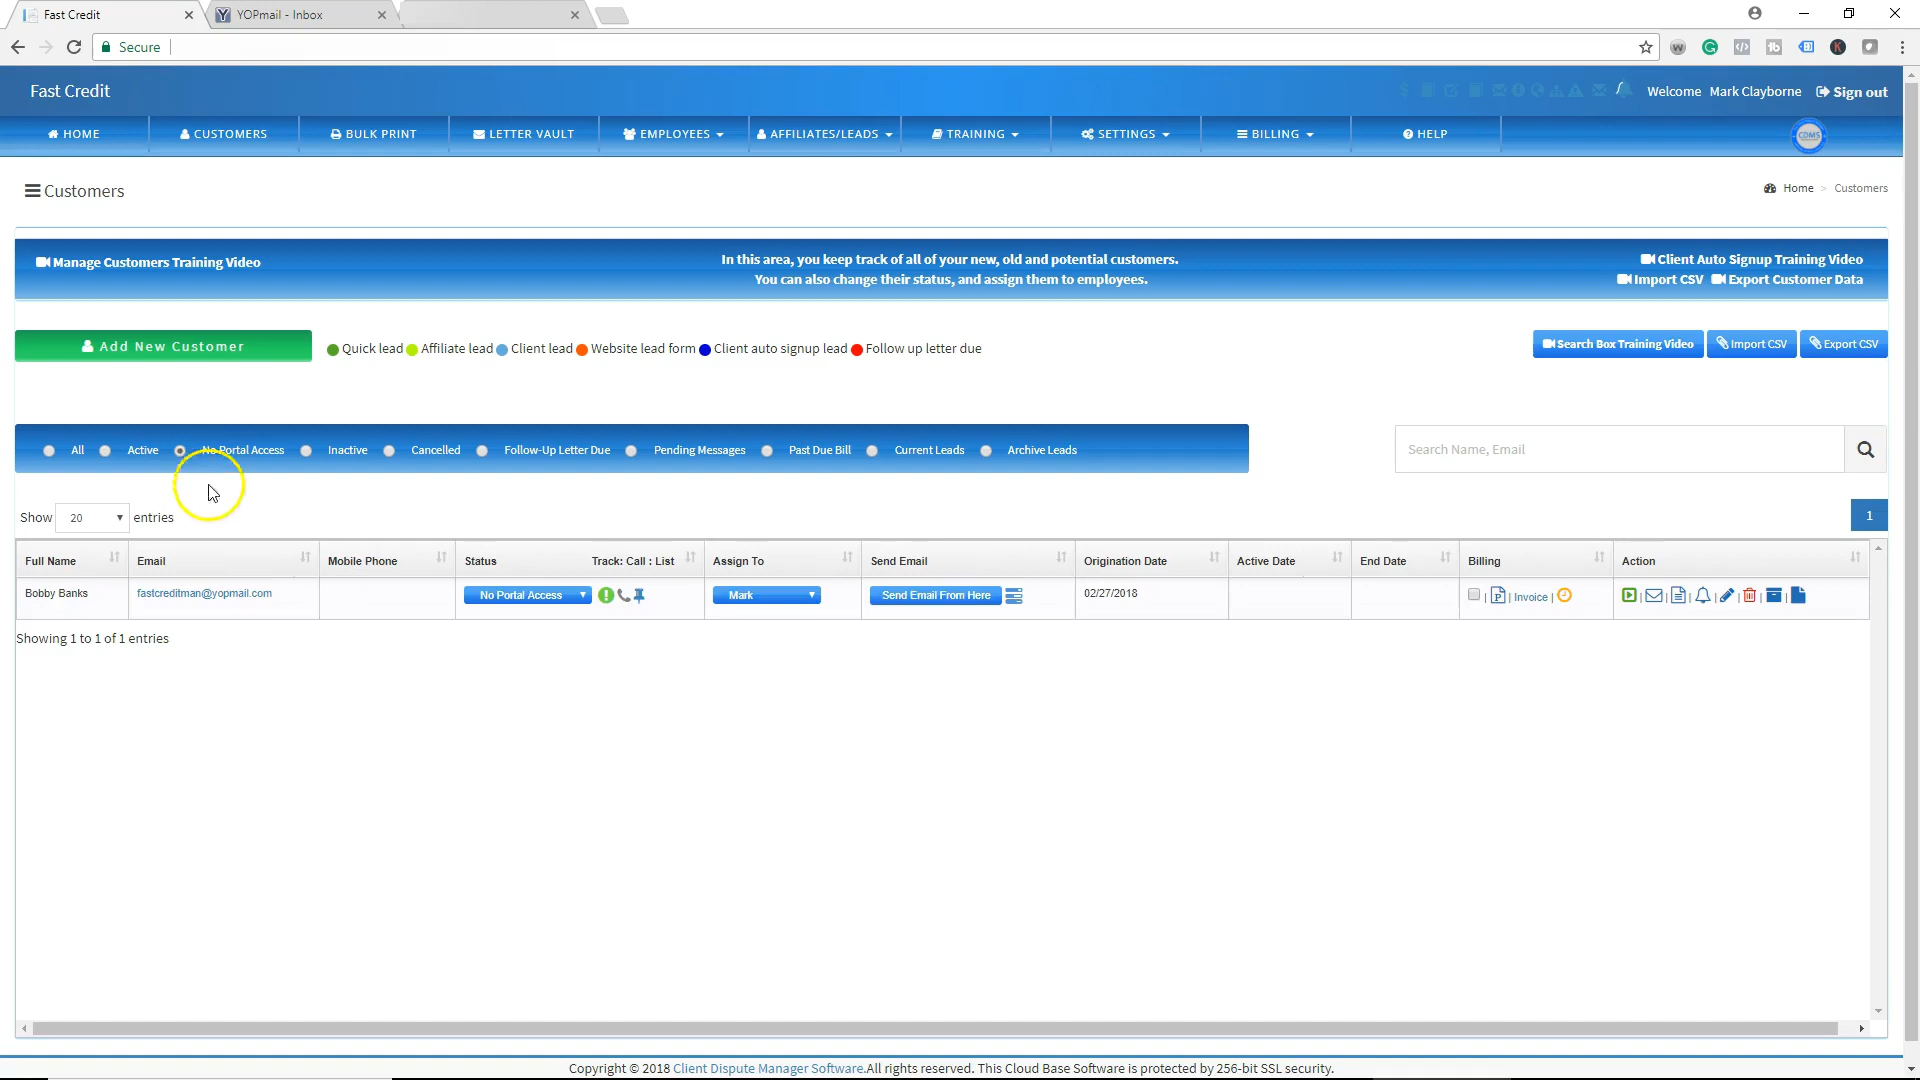 Fast Credit
YOPmail - Inbox
Secure
Fast Credit
Welcome Mark Clayborne Sign out
HOME CUSTOMERS BULK PRINT LETTER VAULT EMPLOYEES AFFILIATES/LEADS TRAINING SETTINGS BILLING HELP
CDMS
Customers
Home > Customers
Manage Customers Training Video
In this area, you keep track of all of your new, old and potential customers.
You can also change their status, and assign them to employees.
Client Auto Signup Training Video
Import CSV Export Customer Data
Add New Customer
Quick lead Affiliate lead Client lead Website lead form Client auto signup lead Follow up letter due
Search Box Training Video Import CSV Export CSV
All Active No Portal Access Inactive Cancelled Follow-Up Letter Due Pending Messages Past Due Bill Current Leads Archive Leads
Search Name, Email
Show 20 entries
1
Full Name Email Mobile Phone Status Track: Call : List Assign To Send Email Origination Date Active Date End Date Billing Action
Bobby Banks fastcreditman@yopmail.com No Portal Access Mark Send Email From Here 02/27/2018 | P | Invoice |
Showing 1 to 1 of 1 entries
Copyright © 2018 Client Dispute Manager Software.All rights reserved. This Cloud Base Software is protected by 256-bit SSL security.